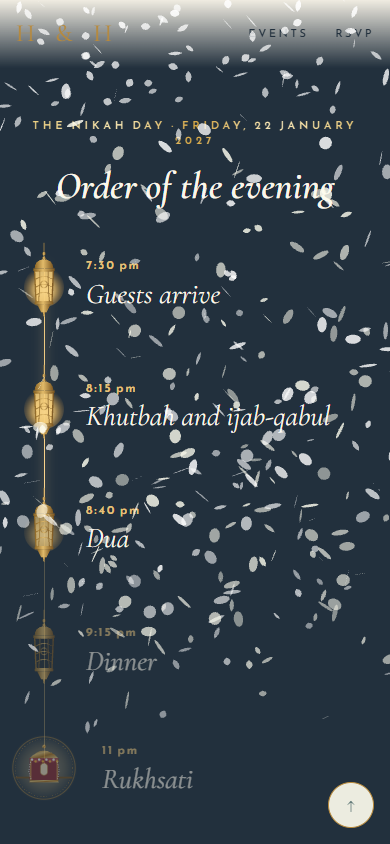 H & H
EVENTS RSVP
THE NIKAH DAY · FRIDAY, 22 JANUARY
2027
Order of the evening
7:30 pm
Guests arrive
8:15 pm
Khutbah and ijab-qabul
8:40 pm
Dua
9:15 pm
Dinner
11 pm
Rukhsati
↑